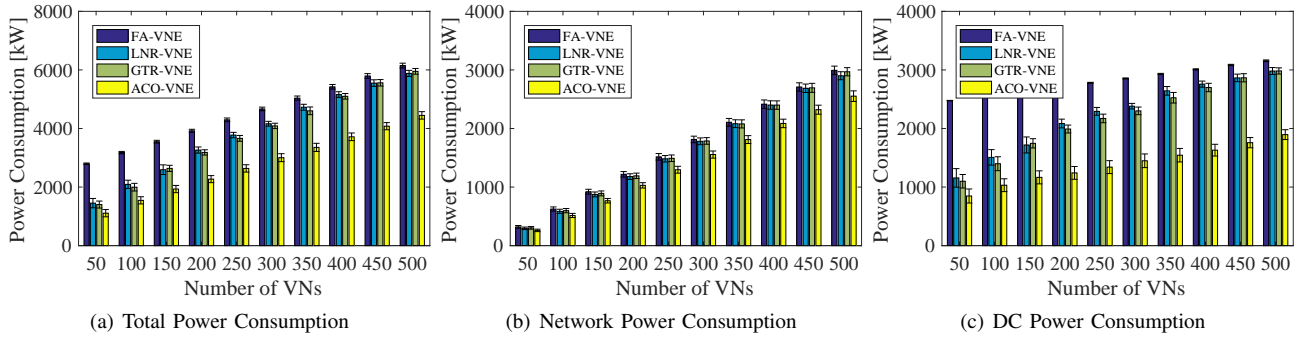 Power Consumption [kW]
8000
6000
4000
2000
0
FA-VNE
LNR-VNE
GTR-VNE
ACO-VNE
50 100 150 200 250 300 350 400 450 500
Number of VNs
(a) Total Power Consumption
Power Consumption [kW]
4000
3000
2000
1000
0
FA-VNE
LNR-VNE
GTR-VNE
ACO-VNE
50 100 150 200 250 300 350 400 450 500
Number of VNs
(b) Network Power Consumption
Power Consumption [kW]
4000
3000
2000
1000
0
FA-VNE
LNR-VNE
GTR-VNE
ACO-VNE
50 100 150 200 250 300 350 400 450 500
Number of VNs
(c) DC Power Consumption